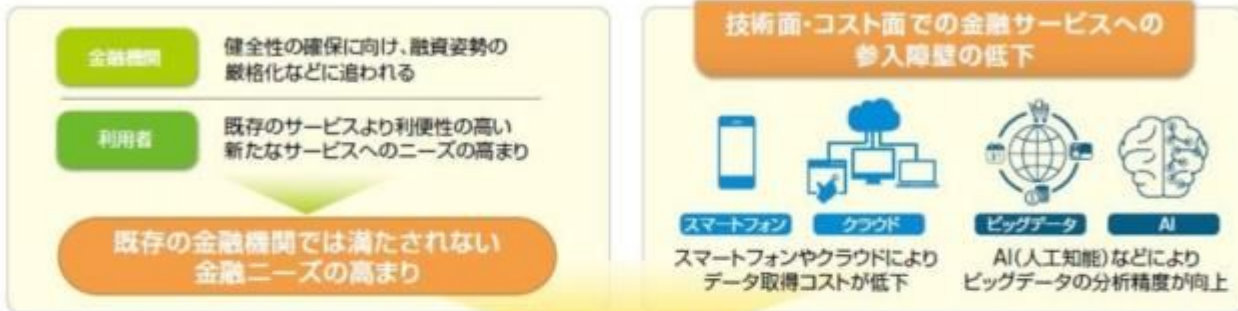 金融機関
健全性の確保に向け、融資姿勢の
厳格化などに追われる
利用者
既存のサービスより利便性の高い
新たなサービスへのニーズの高まり
既存の金融機関では満たされない
金融ニーズの高まり
技術面・コスト面での金融サービスへの
参入障壁の低下
スマートフォン
クラウド
ビッグデータ
AI
スマートフォンやクラウドにより
データ取得コストが低下
AI(人工知能)などにより
ビッグデータの分析精度が向上